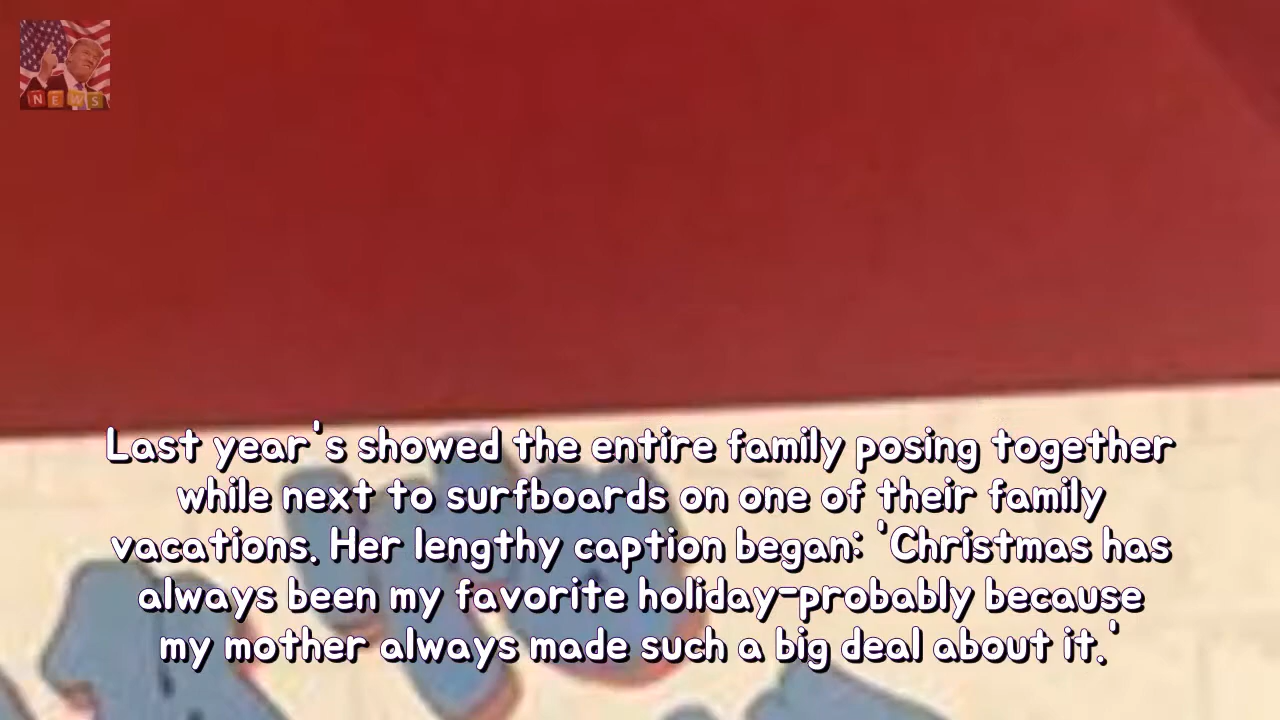 NEWS
Last year's showed the entire family posing together
while next to surfboards on one of their family
vacations. Her lengthy caption began: 'Christmas has
always been my favorite holiday-probably because
my mother always made such a big deal about it.'